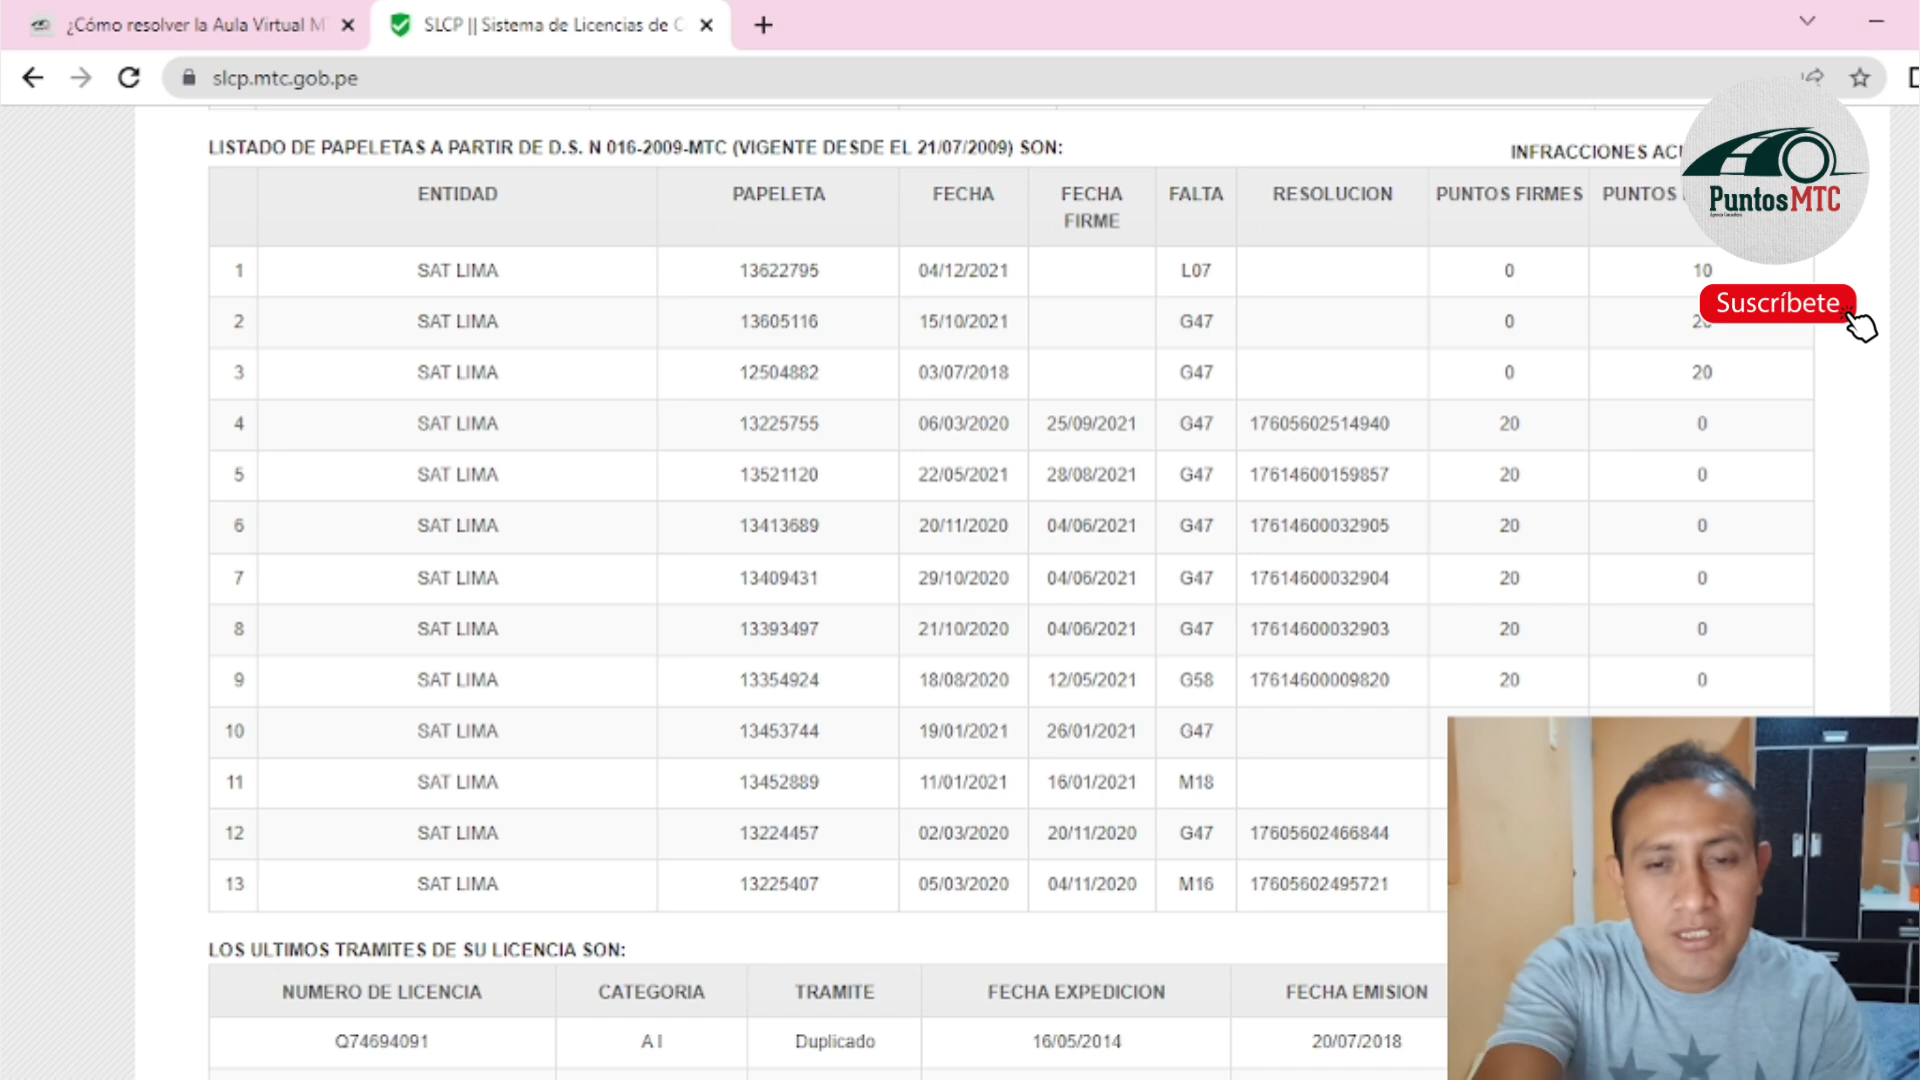 ¿Cómo resolver la Aula Virtual M
SLCP || Sistema de Licencias de C
slcp.mtc.gob.pe
LISTADO DE PAPELETAS A PARTIR DE D.S. N 016-2009-MTC (VIGENTE DESDE EL 21/07/2009) SON:
INFRACCIONES
ENTIDAD PAPELETA FECHA FECHA FIRME FALTA RESOLUCION PUNTOS FIRMES PUNTOS
PuntosMTC
Suscríbete
1 SAT LIMA 13622795 04/12/2021 L07 0 10
2 SAT LIMA 13605116 15/10/2021 G47 0
3 SAT LIMA 12504882 03/07/2018 G47 0 20
4 SAT LIMA 13225755 06/03/2020 25/09/2021 G47 17605602514940 20 0
5 SAT LIMA 13521120 22/05/2021 28/08/2021 G47 17614600159857 20 0
6 SAT LIMA 13413689 20/11/2020 04/06/2021 G47 17614600032905 20 0
7 SAT LIMA 13409431 29/10/2020 04/06/2021 G47 17614600032904 20 0
8 SAT LIMA 13393497 21/10/2020 04/06/2021 G47 17614600032903 20 0
9 SAT LIMA 13354924 18/08/2020 12/05/2021 G58 17614600009820 20 0
10 SAT LIMA 13453744 19/01/2021 26/01/2021 G47
11 SAT LIMA 13452889 11/01/2021 16/01/2021 M18
12 SAT LIMA 13224457 02/03/2020 20/11/2020 G47 17605602466844
13 SAT LIMA 13225407 05/03/2020 04/11/2020 M16 17605602495721
LOS ULTIMOS TRAMITES DE SU LICENCIA SON:
NUMERO DE LICENCIA CATEGORIA TRAMITE FECHA EXPEDICION FECHA EMISION
Q74694091 A I Duplicado 16/05/2014 20/07/2018